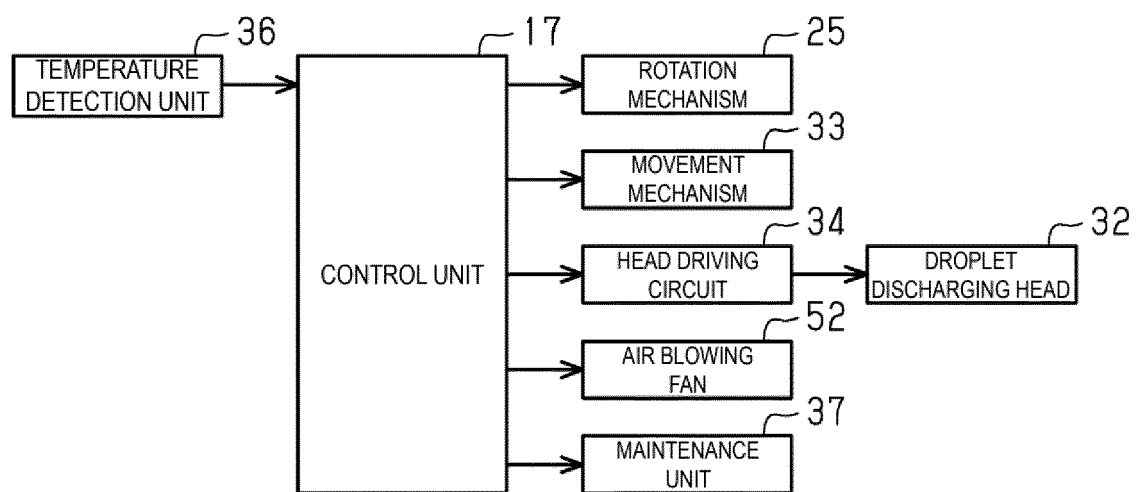 36
TEMPERATURE
DETECTION UNIT
17
CONTROL UNIT
25
ROTATION
MECHANISM
33
MOVEMENT
MECHANISM
34
HEAD DRIVING
CIRCUIT
32
DROPLET
DISCHARGING HEAD
52
AIR BLOWING
FAN
37
MAINTENANCE
UNIT